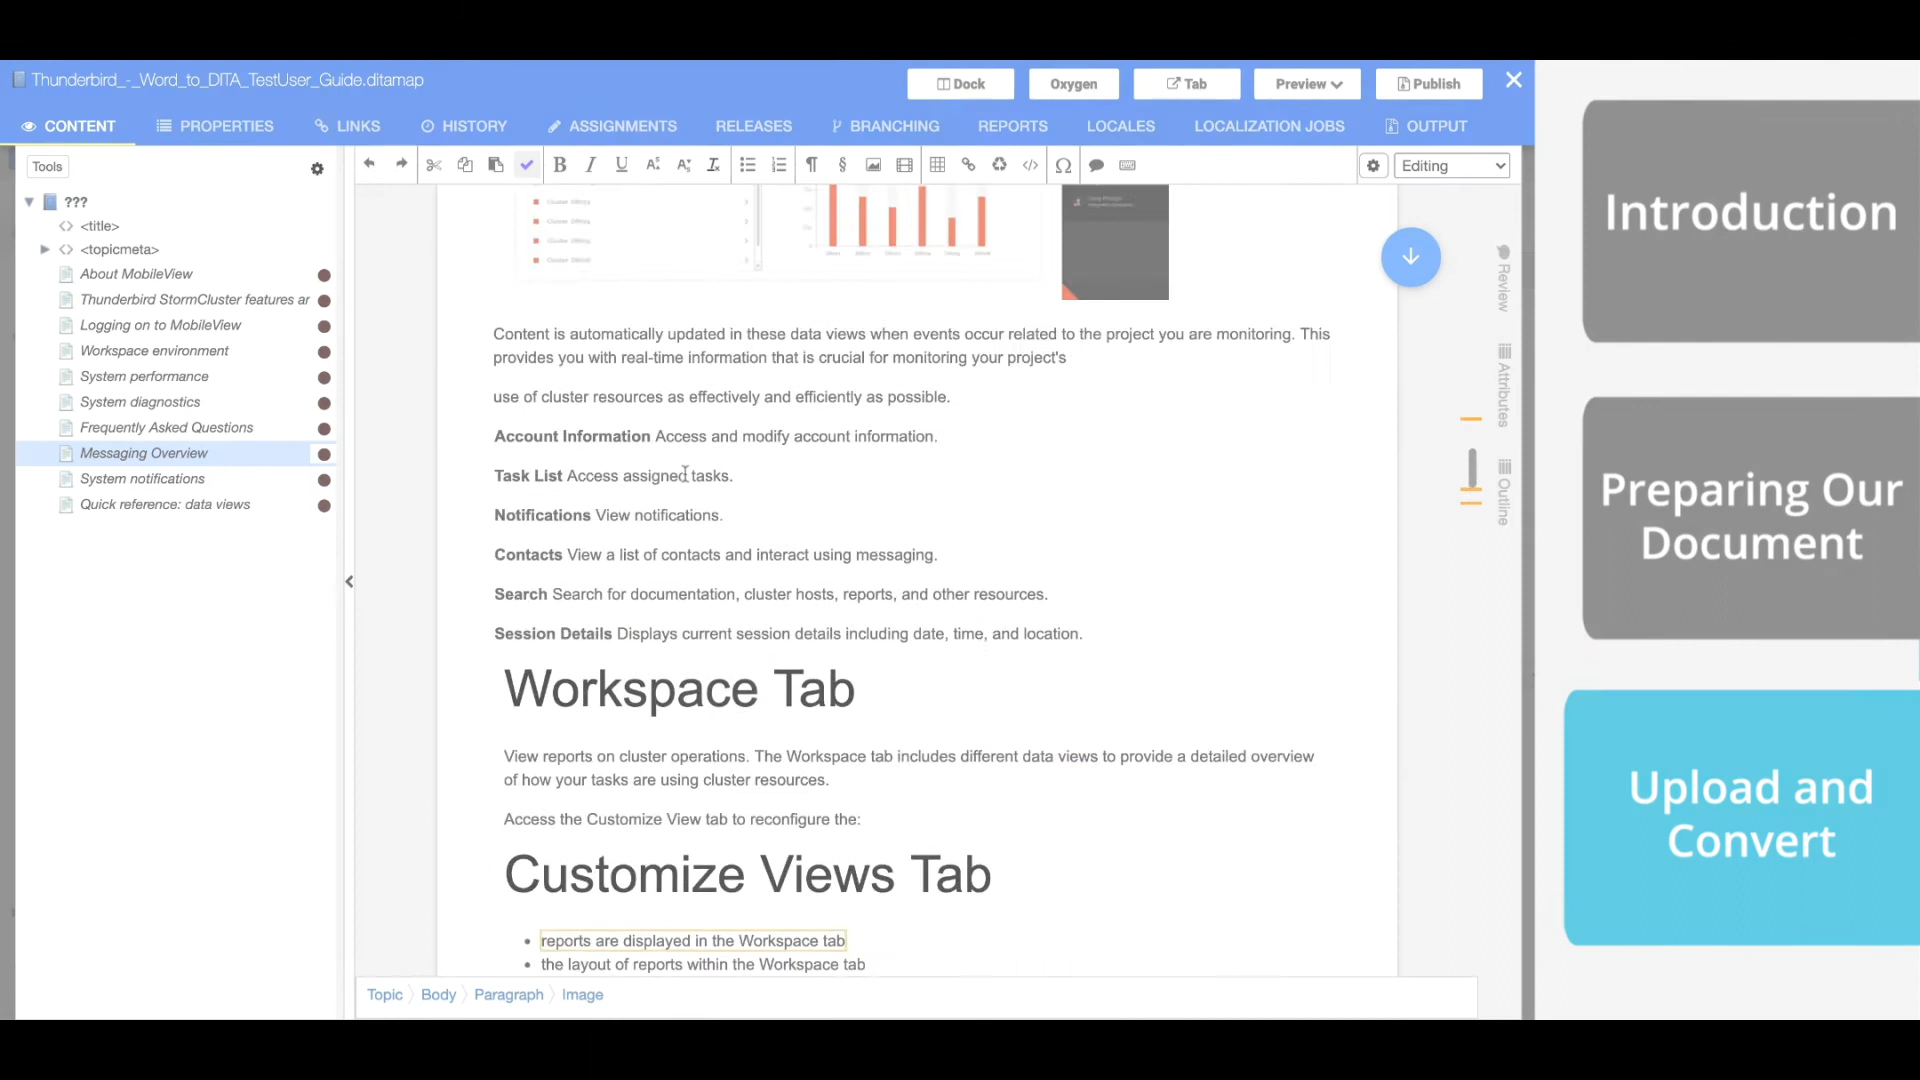 Thunderbird_-_Word_to_DITA_TestUser_Guide.ditamap
Dock
Oxygen
Tab
Preview
Publish
CONTENT
PROPERTIES
LINKS
HISTORY
ASSIGNMENTS
RELEASES
BRANCHING
REPORTS
LOCALES
LOCALIZATION JOBS
OUTPUT
Tools
Editing
???
<title>
<topicmeta>
About MobileView
Thunderbird StormCluster features ar
Logging on to MobileView
Workspace environment
System performance
System diagnostics
Frequently Asked Questions
Messaging Overview
System notifications
Quick reference: data views
Content is automatically updated in these data views when events occur related to the project you are monitoring. This
provides you with real-time information that is crucial for monitoring your project's
use of cluster resources as effectively and efficiently as possible.
Account Information Access and modify account information.
Task List Access assigned tasks.
Notifications View notifications.
Contacts View a list of contacts and interact using messaging.
Search Search for documentation, cluster hosts, reports, and other resources.
Session Details Displays current session details including date, time, and location.
Workspace Tab
View reports on cluster operations. The Workspace tab includes different data views to provide a detailed overview
of how your tasks are using cluster resources.
Access the Customize View tab to reconfigure the:
Customize Views Tab
• reports are displayed in the Workspace tab
• the layout of reports within the Workspace tab
Topic
Body
Paragraph
Image
Review
Attributes
Outline
Introduction
Preparing Our
Document
Upload and
Convert